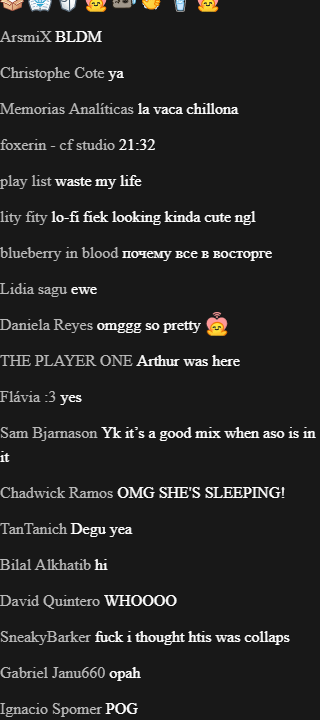 ArsmiX BLDM
Christophe Cote ya
Memorias Analíticas la vaca chillona
foxerin - cf studio 21:32
play list waste my life
lity fity lo-fi fiek looking kinda cute ngl
blueberry in blood почему все в восторге
Lidia sagu ewe
Daniela Reyes omggg so pretty
THE PLAYER ONE Arthur was here
Flávia :3 yes
Sam Bjarnason Yk it’s a good mix when aso is in
it
Chadwick Ramos OMG SHE'S SLEEPING!
TanTanich Degu yea
Bilal Alkhatib hi
David Quintero WHOOOO
SneakyBarker fuck i thought htis was collaps
Gabriel Janu660 opah
Ignacio Spomer POG